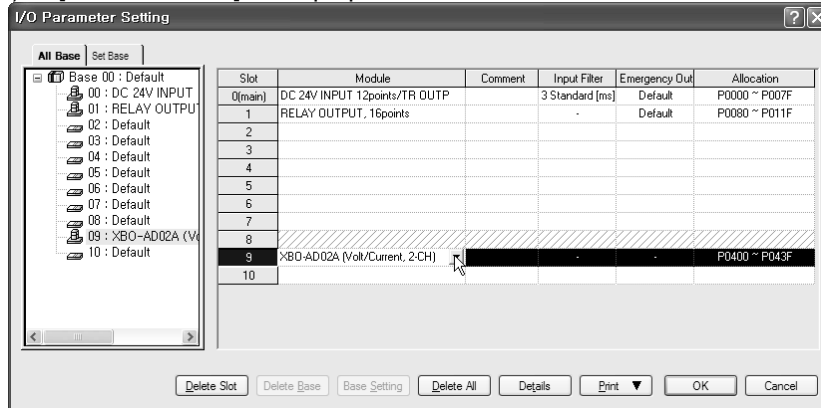 I/O Parameter Setting
All Base Set Base
Base 00 : Default
00 : DC 24V INPUT
01 : RELAY OUTPUT
02 : Default
03 : Default
04 : Default
05 : Default
06 : Default
07 : Default
08 : Default
09 : XBO-AD02A (Vo
10 : Default
Slot Module Comment Input Filter Emergency Out Allocation
0(main) DC 24V INPUT 12points/TR OUTP 3 Standard [ms] Default P0000 ~ P007F
1 RELAY OUTPUT, 16points - Default P0080 ~ P011F
2
3
4
5
6
7
8
9 XBO-AD02A (Volt/Current, 2-CH) - - P0400 ~ P043F
10
Delete Slot Delete Base Base Setting Delete All Details Print ▼ OK Cancel